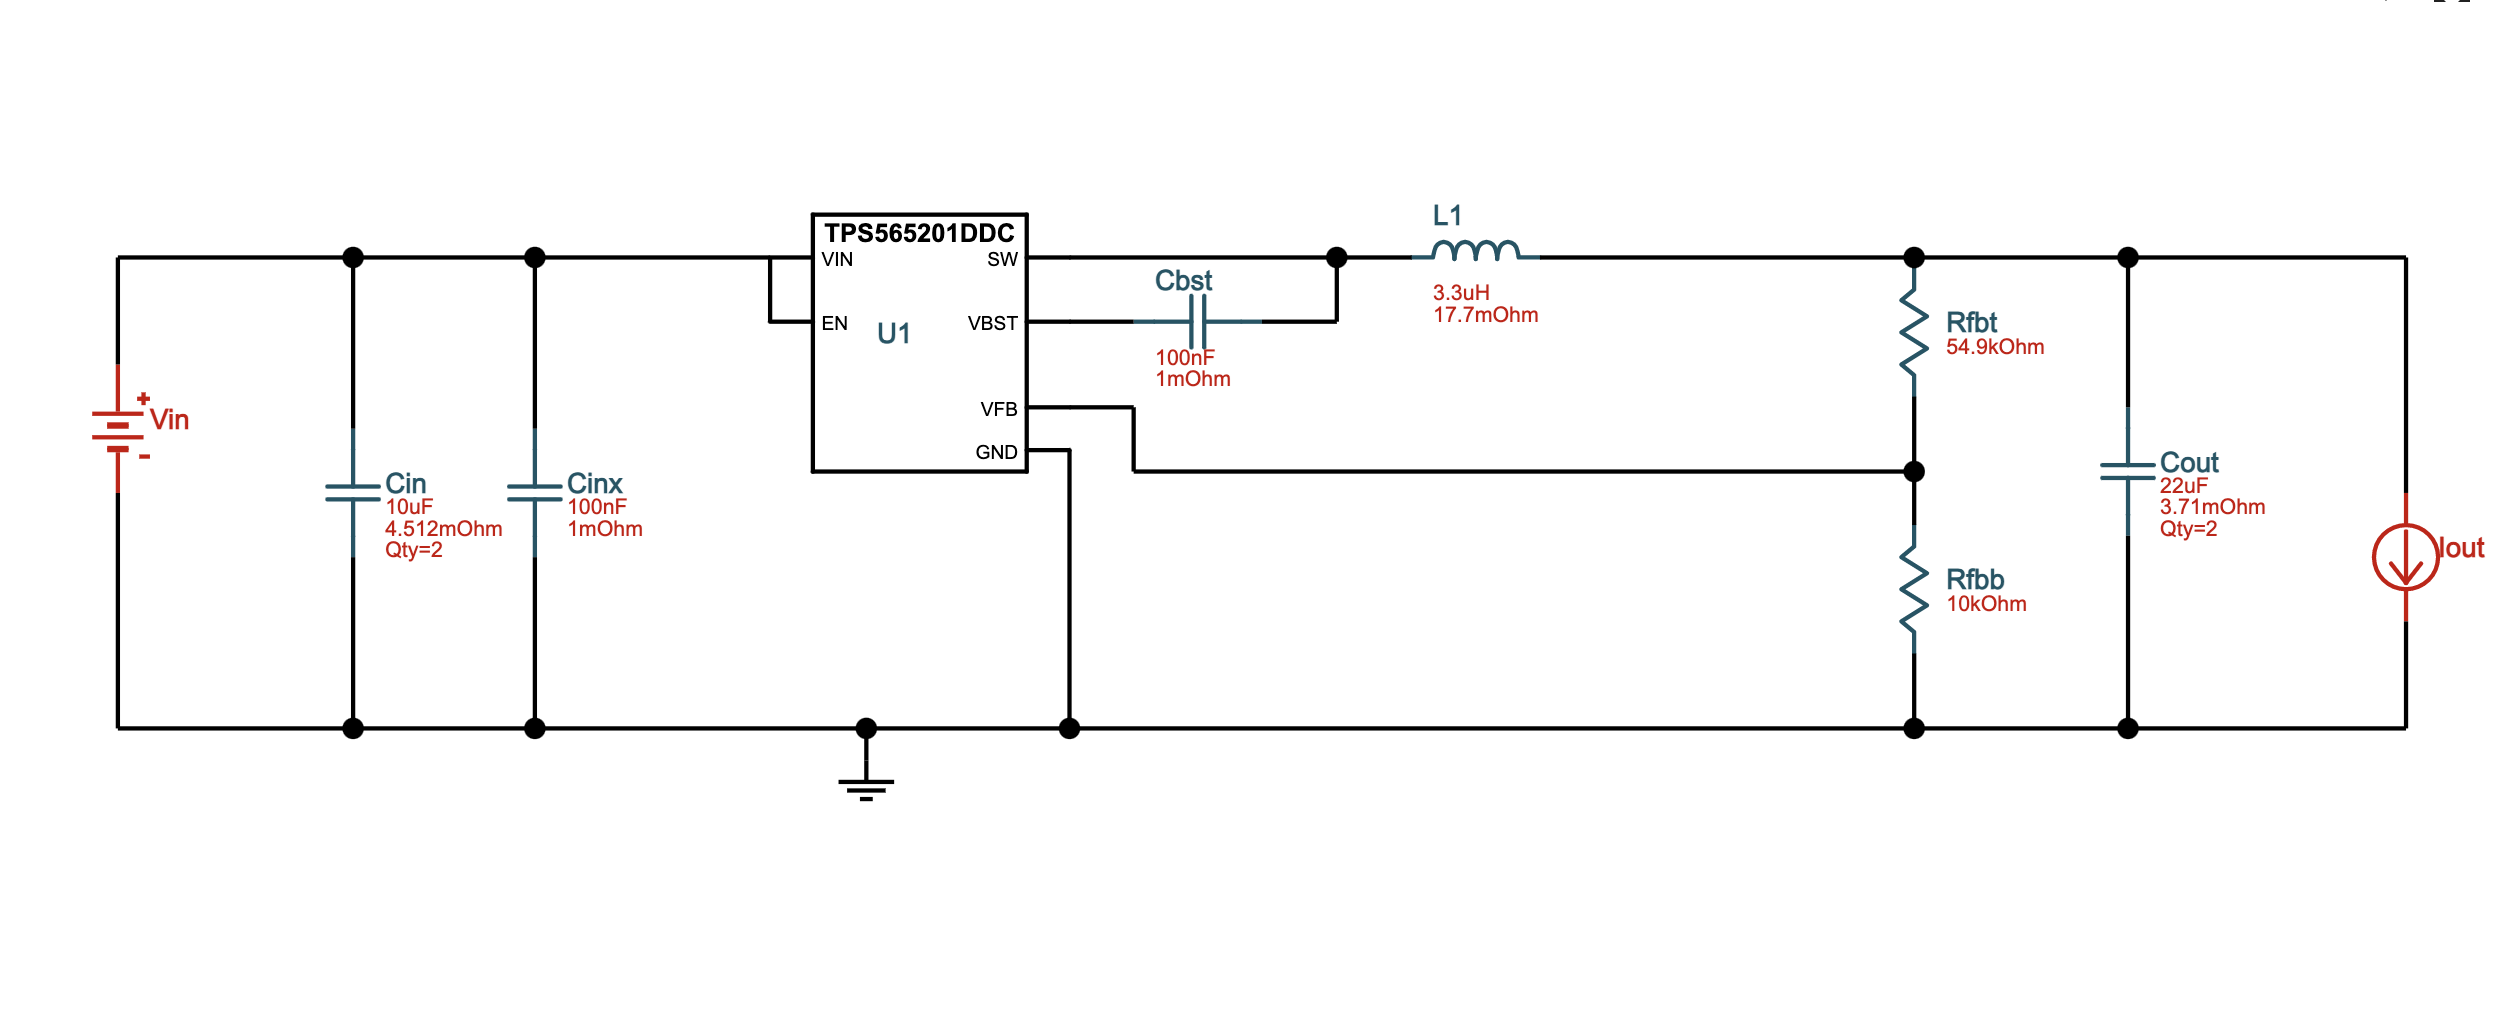 TPS565201DDC
VIN
SW
EN
VBST
U1
VFB
GND
+
Vin
-
Cin
10uF
4.512mOhm
Qty=2
Cinx
100nF
1mOhm
Cbst
100nF
1mOhm
L1
3.3uH
17.7mOhm
Rfbt
54.9kOhm
Rfbb
10kOhm
Cout
22uF
3.71mOhm
Qty=2
Iout